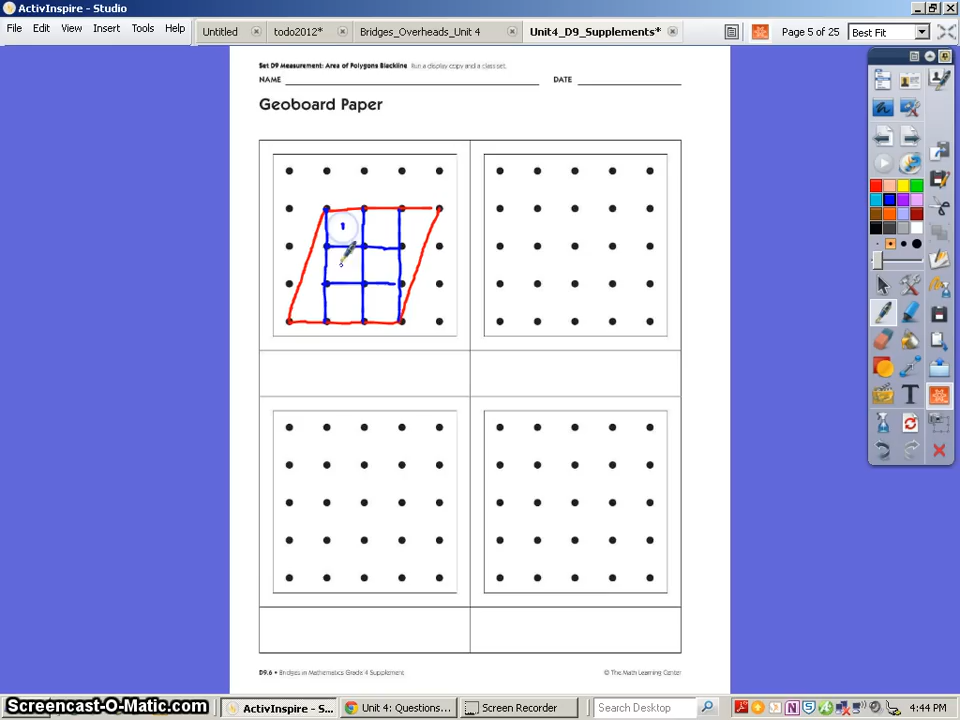 ActivInspire - Studio
File Edit View Insert Tools Help
Untitled
todo2012*
Bridges_Overheads_Unit 4
Unit4_D9_Supplements*
Page 5 of 25
Best Fit
Set D9 Measurement: Area of Polygons Blackline Run a display copy and a class set.
NAME DATE
Geoboard Paper
1
D9.6 • Bridges in Mathematics Grade 4 Supplement
© The Math Learning Center
Screencast-O-Matic.com
ActivInspire - S...
Unit 4: Questions...
Screen Recorder
Search Desktop
4:44 PM